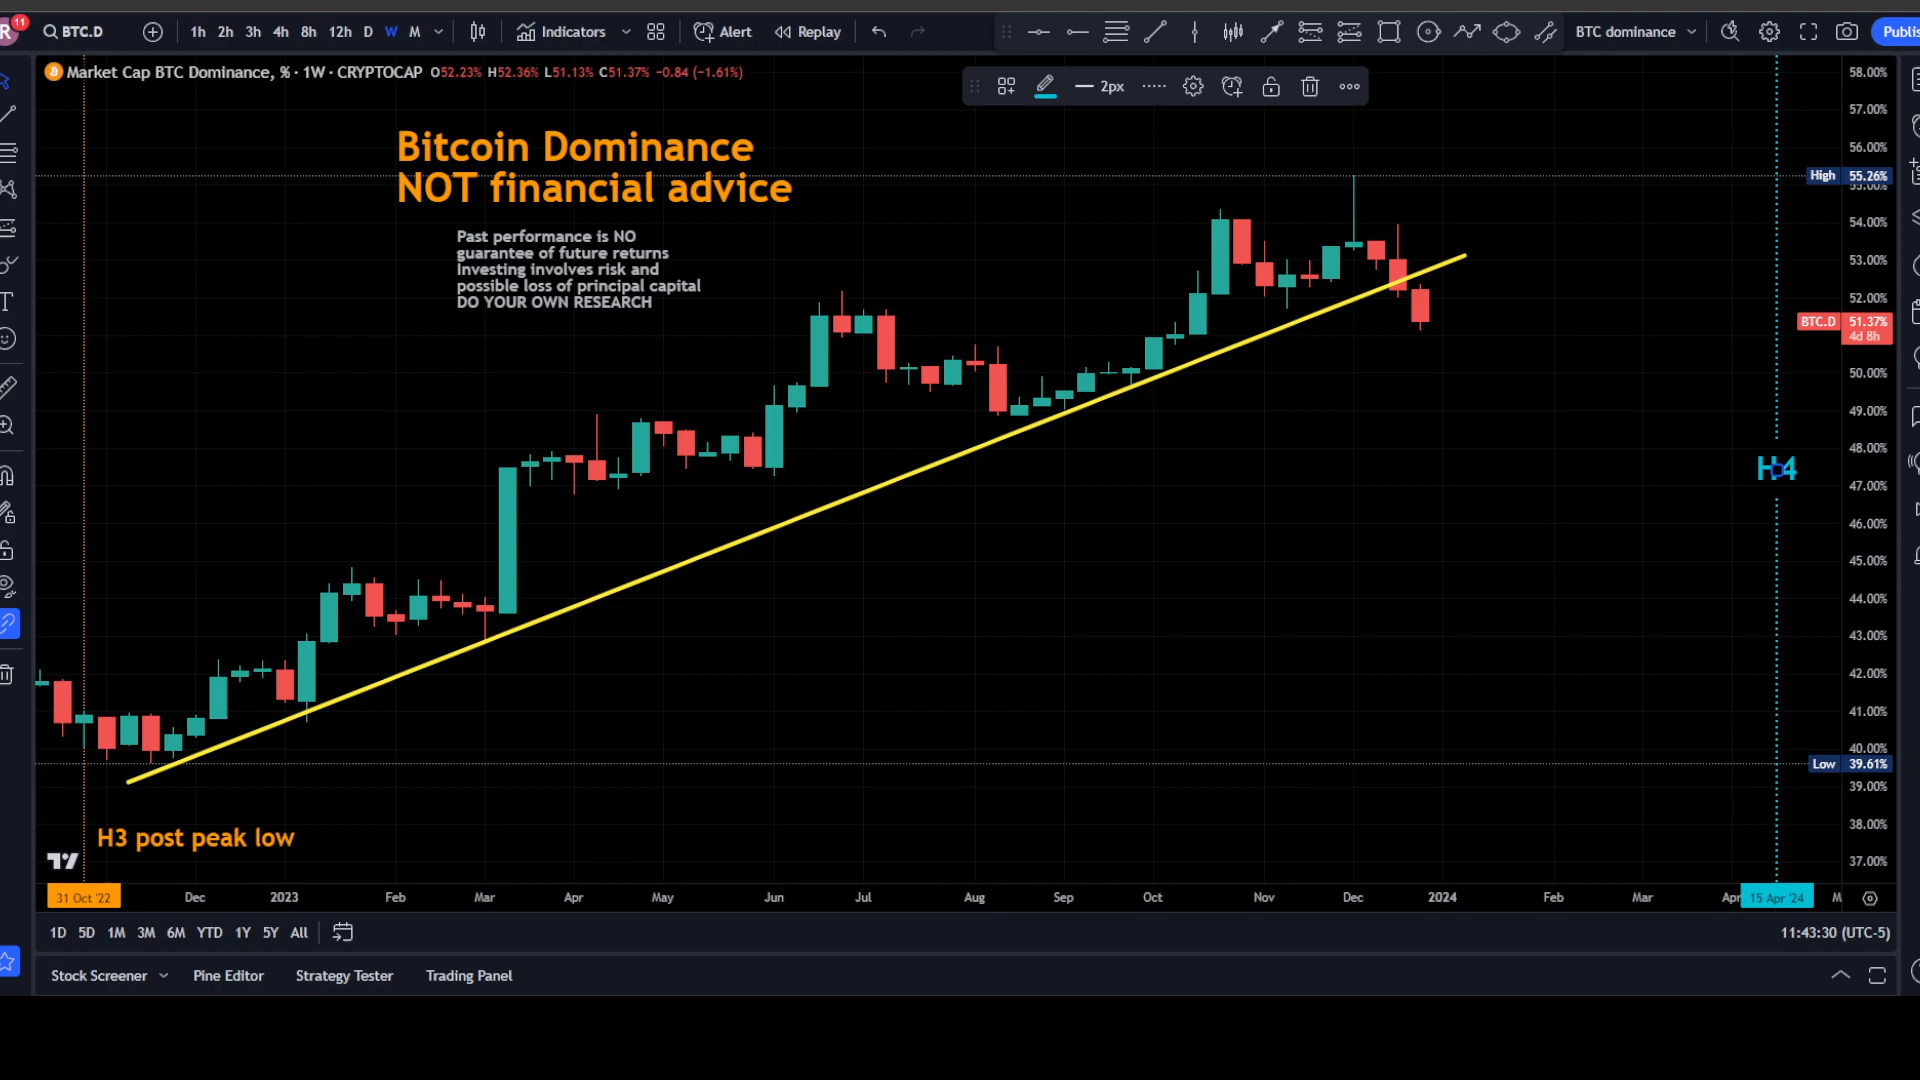 R 11 BTC.D 1h 2h 3h 4h 8h 12h D W M Indicators Alert Replay BTC dominance Publis
Market Cap BTC Dominance, % · 1W · CRYPTOCAP O52.23% H52.36% L51.13% C51.37% −0.84 (−1.61%)
2px
Bitcoin Dominance
NOT financial advice
Past performance is NO
guarantee of future returns
Investing involves risk and
possible loss of principal capital
DO YOUR OWN RESEARCH
58.00%
57.00%
56.00%
High 55.26%
55.00%
54.00%
53.00%
52.00%
BTC.D 51.37%
4d 8h
50.00%
49.00%
48.00%
H4
47.00%
46.00%
45.00%
44.00%
43.00%
42.00%
41.00%
40.00%
Low 39.61%
39.00%
38.00%
37.00%
H3 post peak low
31 Oct '22 Dec 2023 Feb Mar Apr May Jun Jul Aug Sep Oct Nov Dec 2024 Feb Mar Apr 15 Apr '24 M
1D 5D 1M 3M 6M YTD 1Y 5Y All 11:43:30 (UTC-5)
Stock Screener Pine Editor Strategy Tester Trading Panel